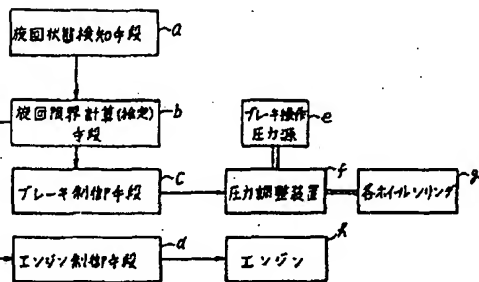 旋回状態検知手段
a
旋回限界計算(推定)
手段
b
ブレーキ操作
圧力源
e
ブレーキ制御手段
c
圧力調整装置
f
各ホイールシリンダ
g
エンジン制御手段
d
エンジン
h